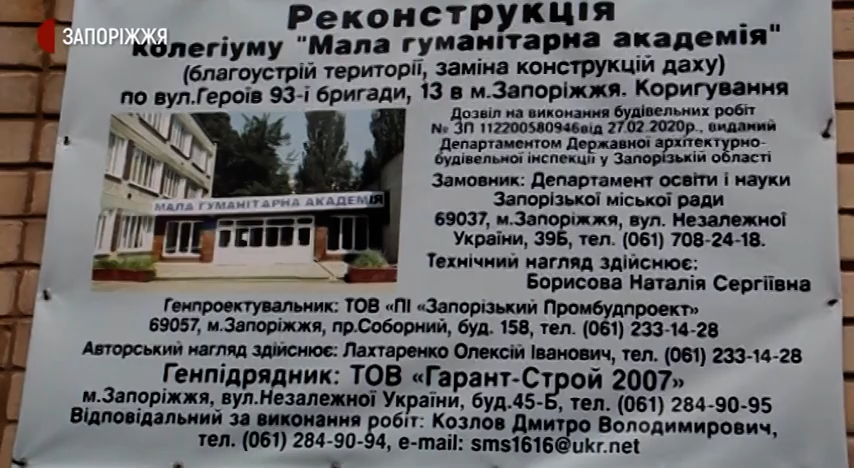 ЗАПОРІЖЖЯ
Реконструкція
колегіуму "Мала гуманітарна академія"
(благоустрій території, заміна конструкцій даху)
по вул.Героїв 93-і бригади, 13 в м.Запоріжжя. Коригування
Дозвіл на виконання будівельних робіт
№ ЗП 112200580946від 27.02.2020р., виданий
Департаментом Державної архітектурно-
будівельної інспекції у Запорізькій області
МАЛА ГУМАНІТАРНА АКАДЕМІЯ
Замовник: Департамент освіти і науки
Запорізької міської ради
69037, м.Запоріжжя, вул. Незалежної
України, 39Б, тел. (061) 708-24-18.
Технічний нагляд здійснює:
Борисова Наталія Сергіївна
Генпроектувальник: ТОВ «ПІ «Запорізький Промбудпроект»
69057, м.Запоріжжя, пр.Соборний, буд. 158, тел. (061) 233-14-28
Авторський нагляд здійснює: Лахтаренко Олексій Іванович, тел. (061) 233-14-28
Генпідрядник: ТОВ «Гарант-Строй 2007»
м.Запоріжжя, вул.Незалежної України, буд.45-Б, тел. (061) 284-90-95
Відповідальний за виконання робіт: Козлов Дмитро Володимирович,
тел. (061) 284-90-94, e-mail: sms1616@ukr.net